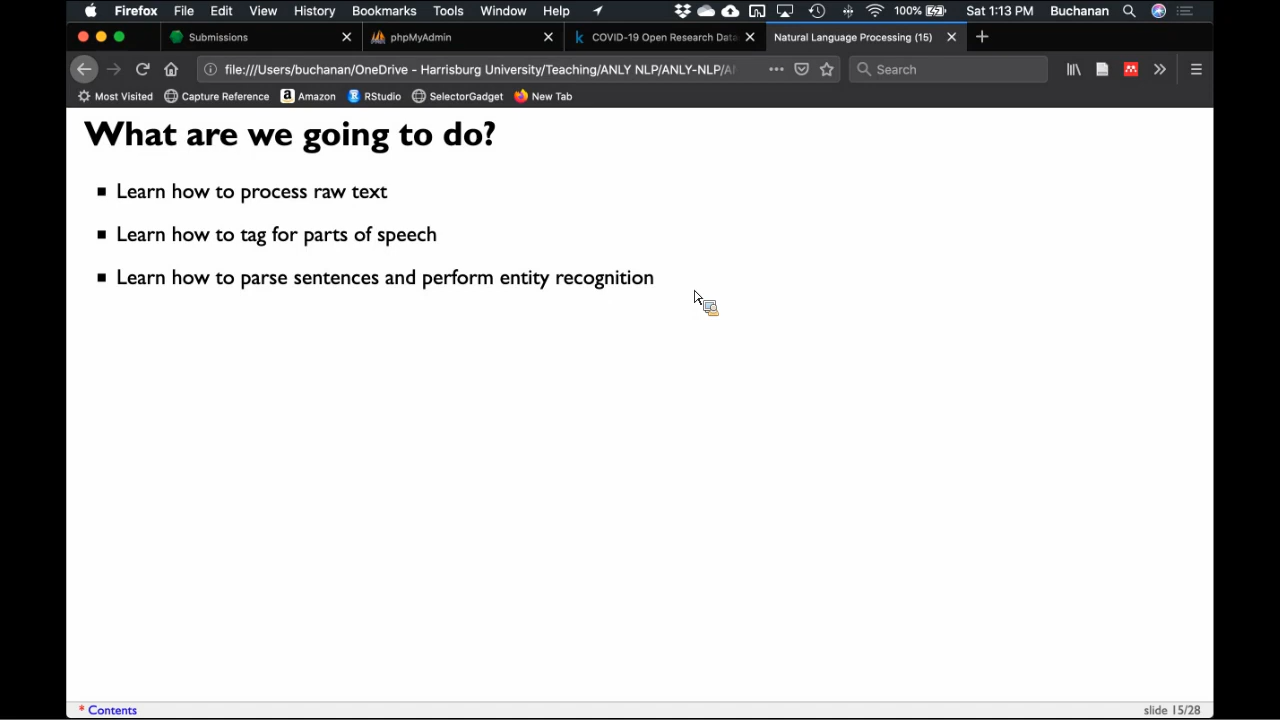 Firefox File Edit View History Bookmarks Tools Window Help 100% Sat 1:13 PM Buchanan
Submissions phpMyAdmin COVID-19 Open Research Data Natural Language Processing (15)
file:///Users/buchanan/OneDrive - Harrisburg University/Teaching/ANLY NLP/ANLY-NLP/ Search
Most Visited Capture Reference Amazon RStudio SelectorGadget New Tab
What are we going to do?
Learn how to process raw text
Learn how to tag for parts of speech
Learn how to parse sentences and perform entity recognition
* Contents slide 15/28